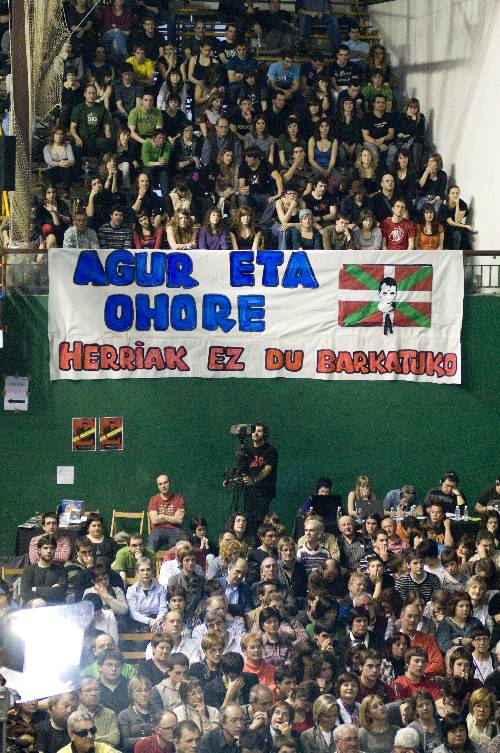 AGUR ETA
OHORE
HERRIAK EZ DU BARKATUKO